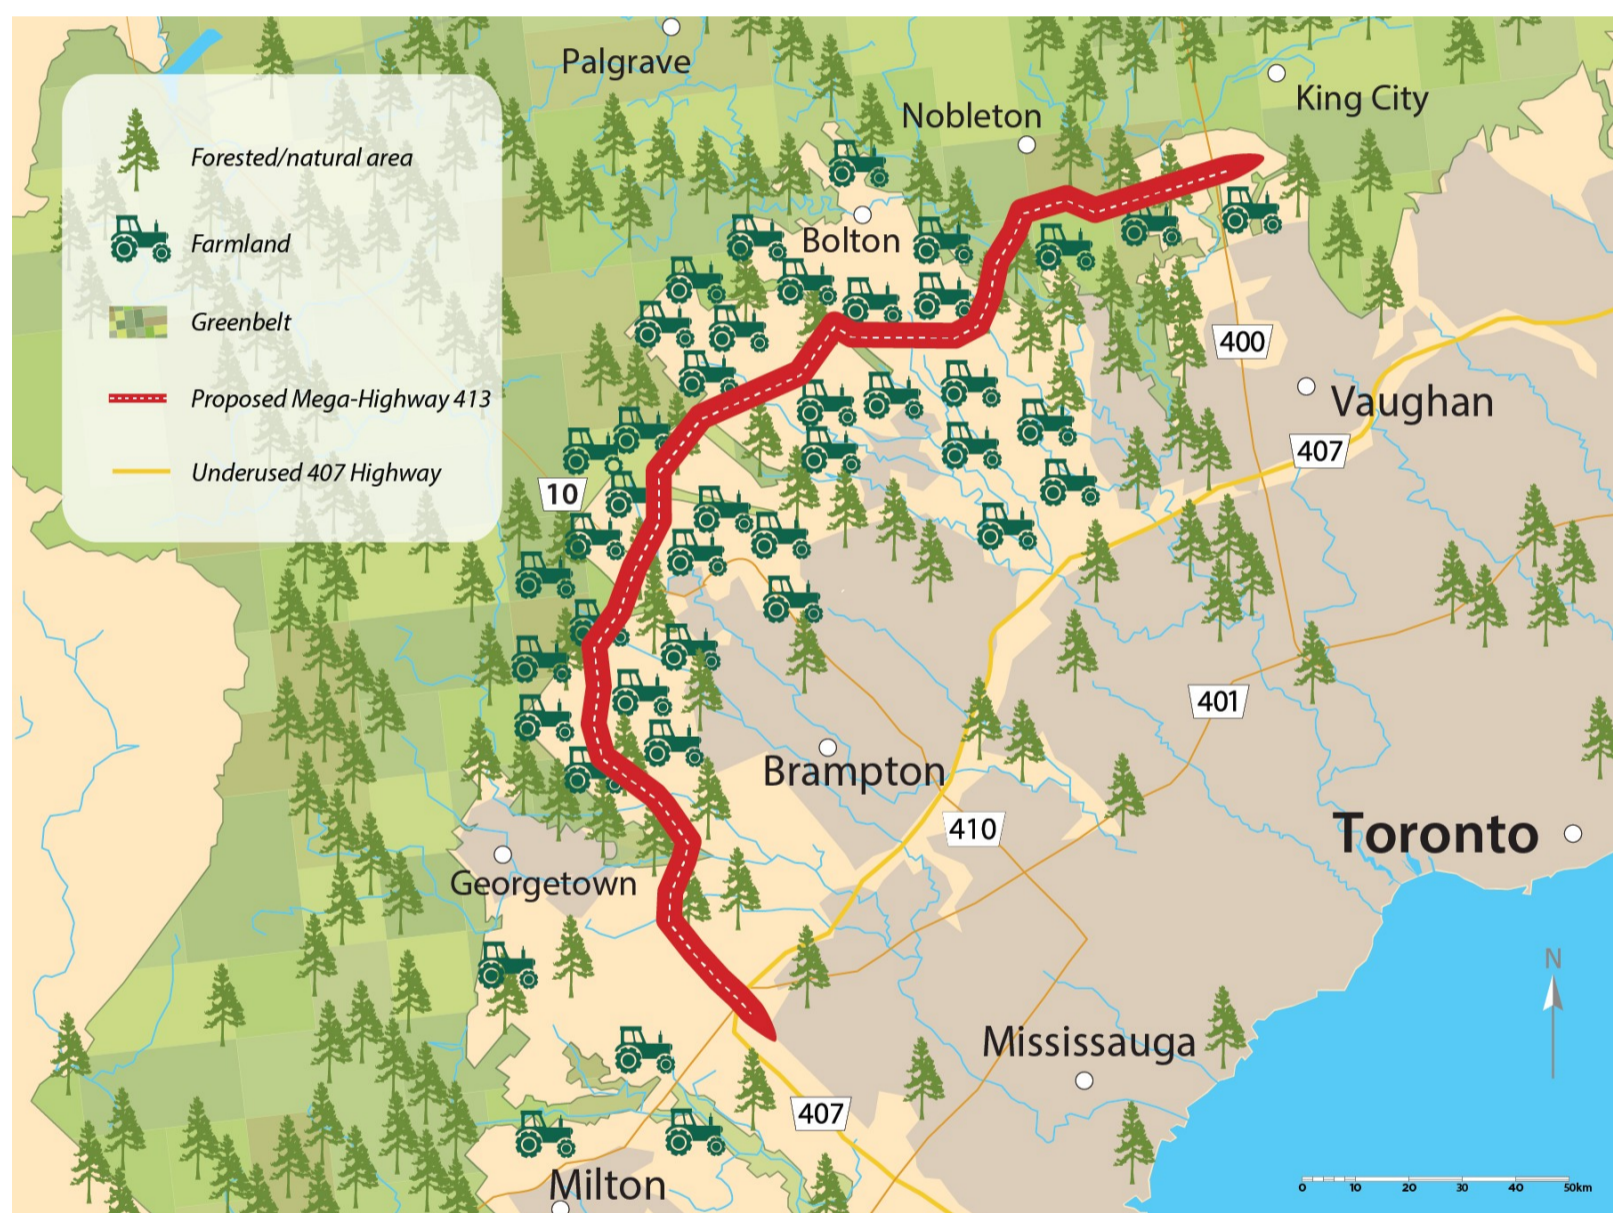 Palgrave
King City
Nobleton
Forested/natural area
Farmland
Bolton
Greenbelt
400
Proposed Mega-Highway 413
Vaughan
407
Underused 407 Highway
10
401
Brampton
410
Toronto
Georgetown
N
Mississauga
407
Milton
0 10 20 30 40 50km